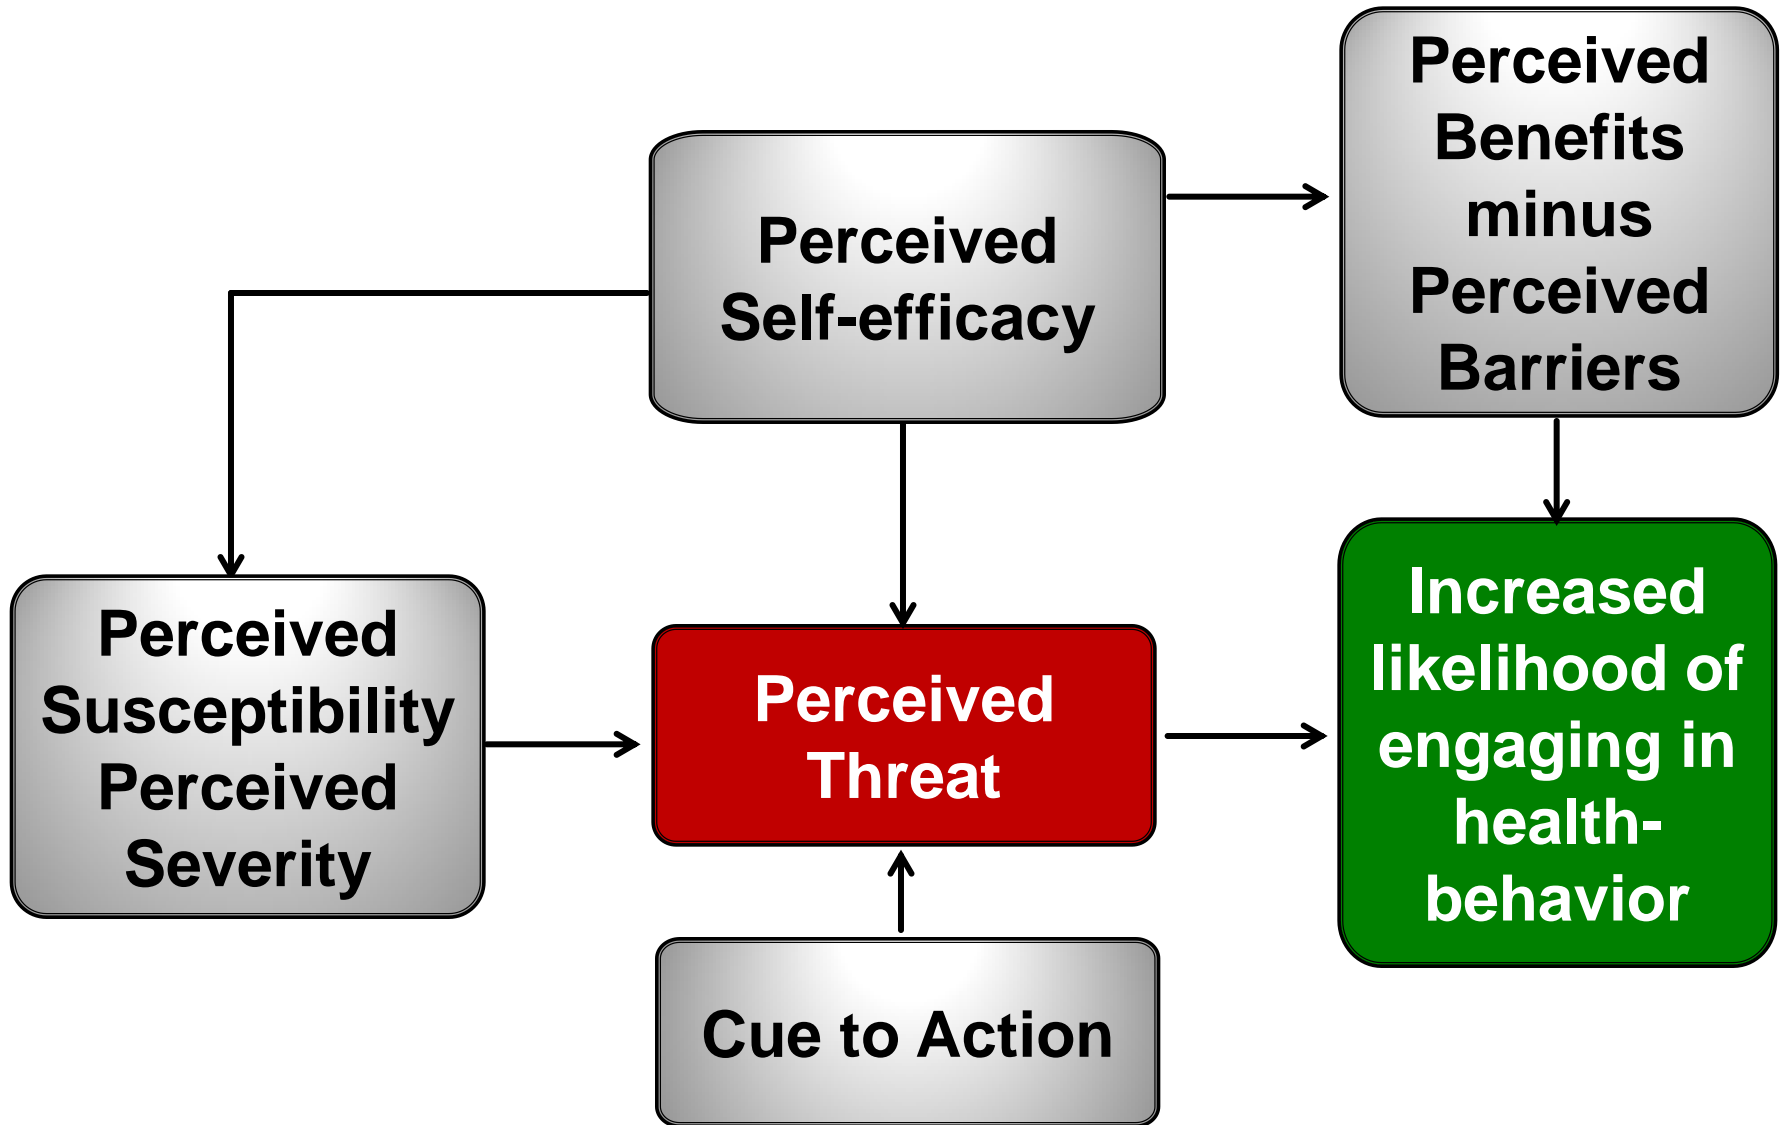 Perceived
Benefits
minus
Perceived
Barriers
Perceived
Self-efficacy
Perceived
Susceptibility
Perceived
Severity
Perceived
Threat
Increased
likelihood of
engaging in
health-
behavior
Cue to Action